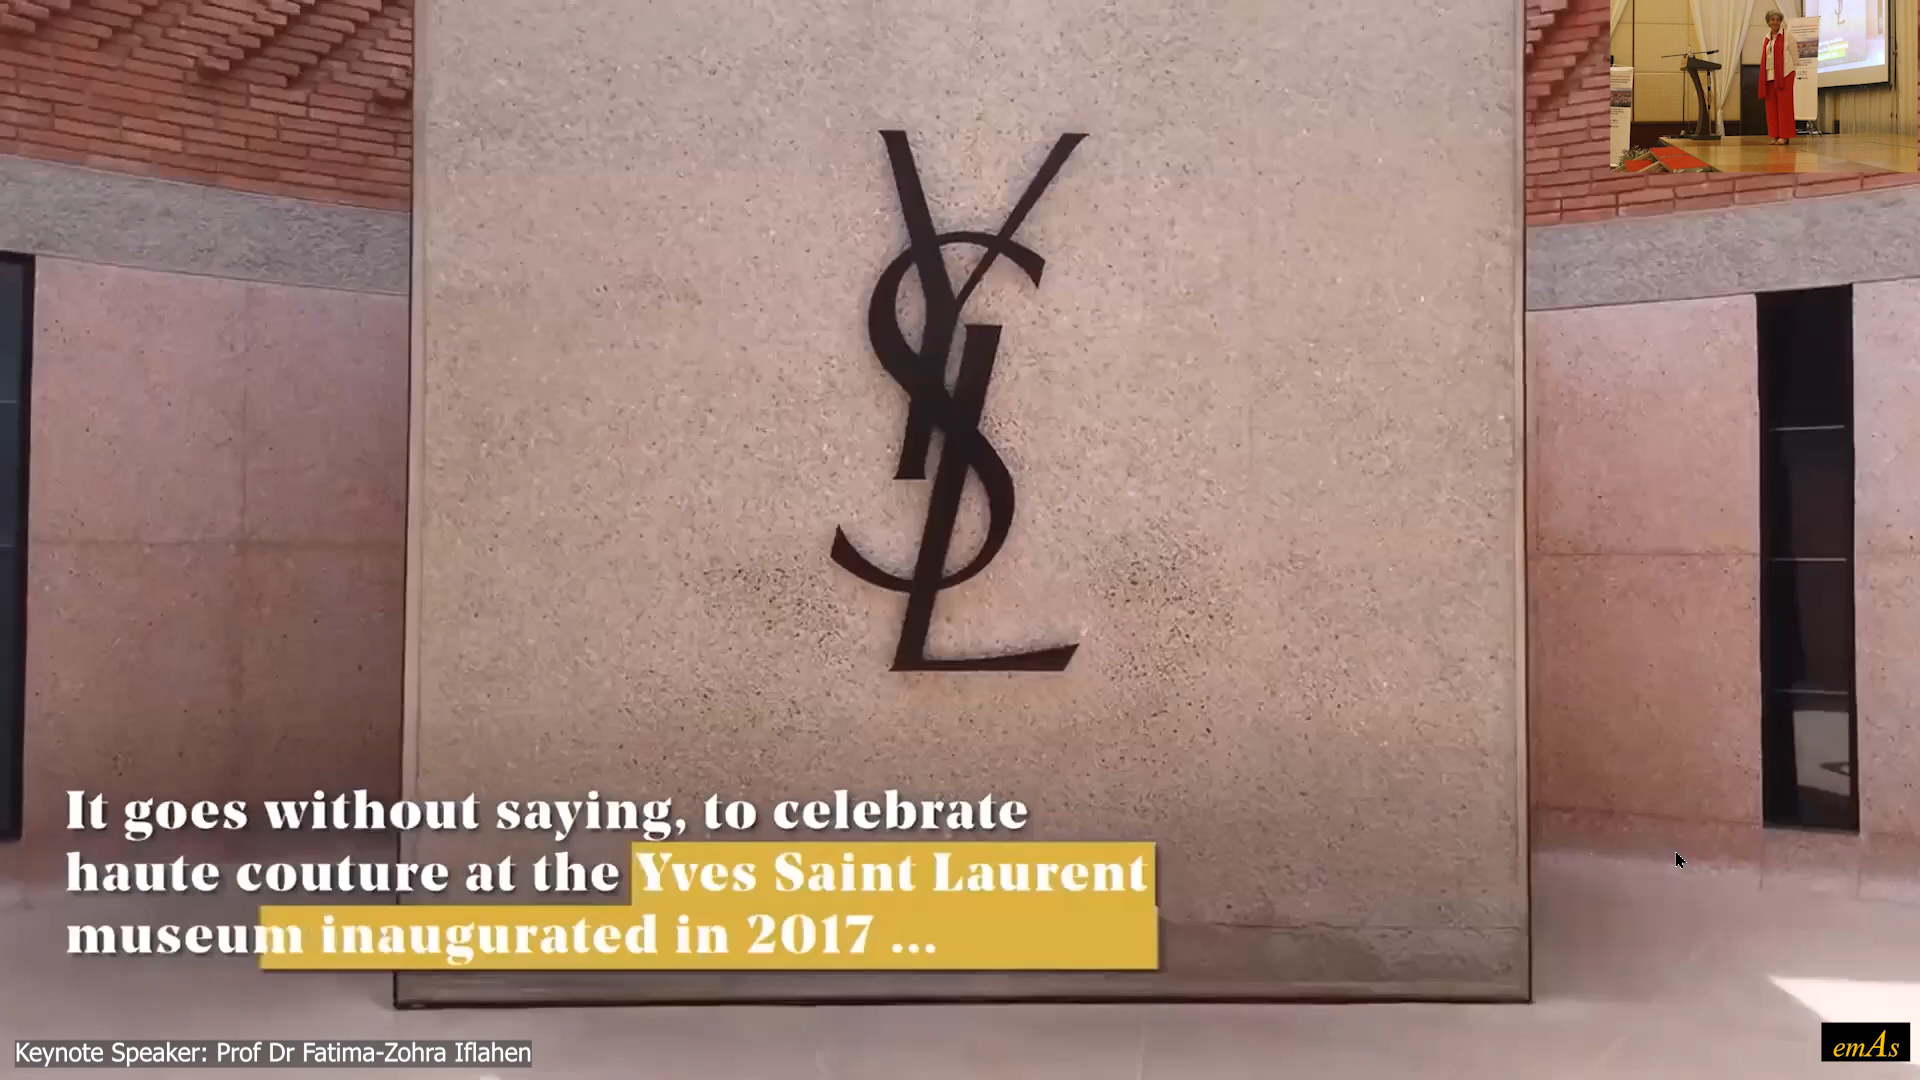 YSL
It goes without saying, to celebrate
haute couture at the Yves Saint Laurent
museum inaugurated in 2017 ...
Keynote Speaker: Prof Dr Fatima-Zohra Iflahen
emAs